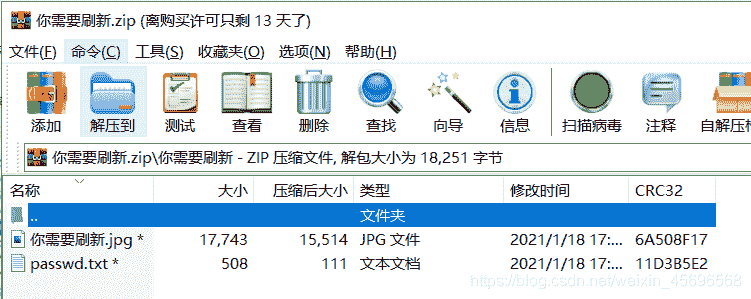 你需要刷新.zip (离购买许可只剩 13 天了)
文件(F) 命令(C) 工具(S) 收藏夹(O) 选项(N) 帮助(H)
添加 解压到 测试 查看 删除 查找 向导 信息 扫描病毒 注释 自解压
你需要刷新.zip\你需要刷新 - ZIP 压缩文件, 解包大小为 18,251 字节
名称 大小 压缩后大小 类型 修改时间 CRC32
.. 文件夹
你需要刷新.jpg * 17,743 15,514 JPG 文件 2021/1/18 17:... 6A508F17
passwd.txt * 508 111 文本文档 2021/1/18 17:... 11D3B5E2
https://blog.csdn.net/weixin_46696568